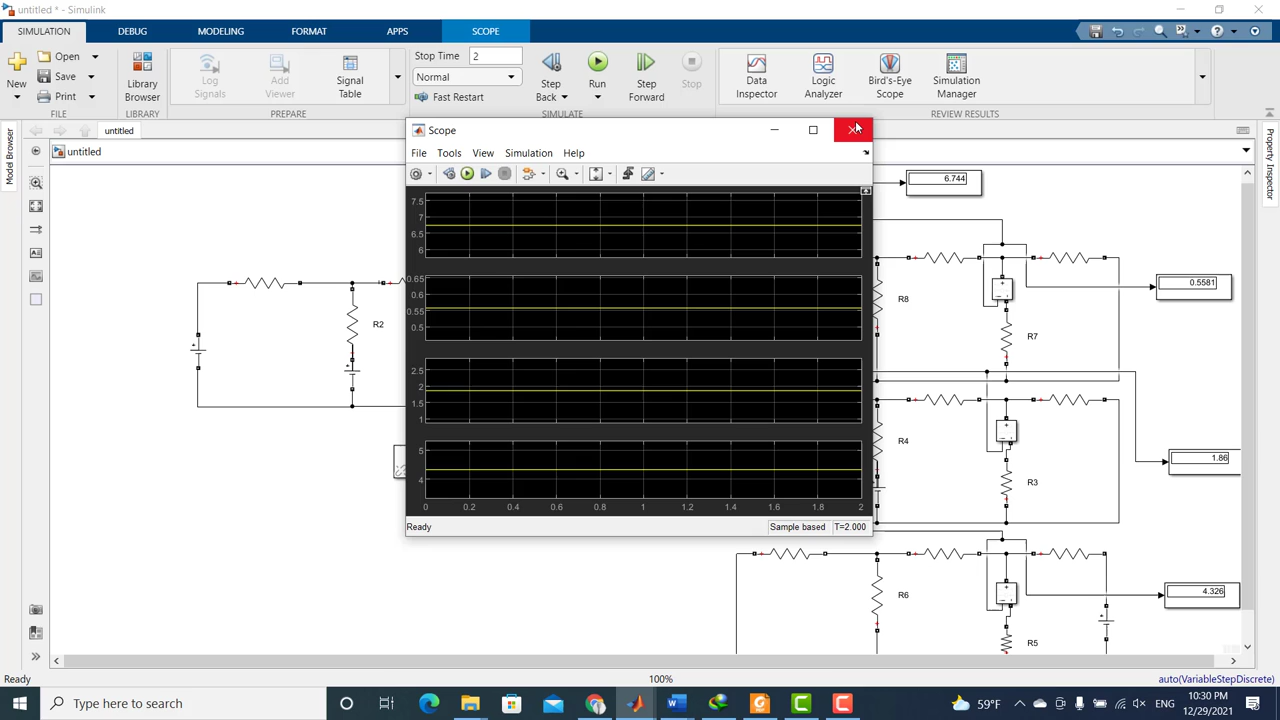 untitled * - Simulink
SIMULATION DEBUG MODELING FORMAT APPS SCOPE
New
Open
Save
Print
FILE
Library
Browser
LIBRARY
Log
Signals
Add
Viewer
Signal
Table
PREPARE
Stop Time 2
Normal
Fast Restart
Step
Back
Run
Step
Forward
Stop
SIMULATE
Data
Inspector
Logic
Analyzer
Bird's-Eye
Scope
Simulation
Manager
REVIEW RESULTS
Model Browser
untitled
untitled
Property Inspector
Scope
File Tools View Simulation Help
7.5
7
6.5
6
0.65
0.6
0.55
0.5
2.5
2
1.5
1
5
4
0 0.2 0.4 0.6 0.8 1 1.2 1.4 1.6 1.8 2
Ready Sample based T=2.000
6.744
0.5581
1.86
4.326
R2
R8
R7
R4
R3
R6
R5
Ready 100% auto(VariableStepDiscrete)
Type here to search
59°F
ENG
10:30 PM
12/29/2021